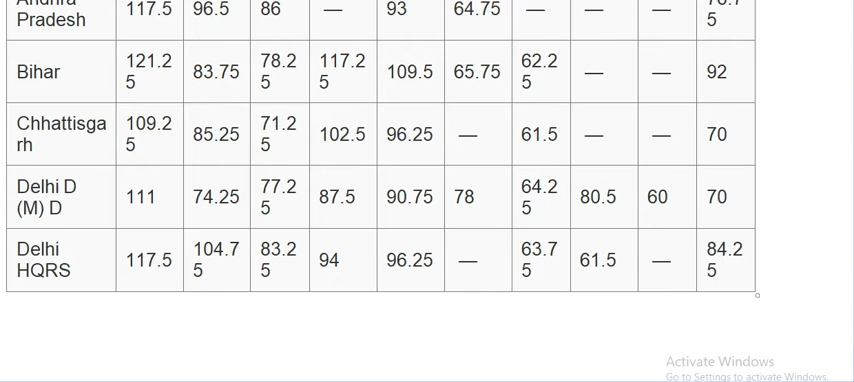 Andhra
Pradesh 117.5 96.5 86 — 93 64.75 — — — 5
Bihar 121.2
5 83.75 78.2
5 117.2
5 109.5 65.75 62.2
5 — — 92
Chhattisga
rh 109.2
5 85.25 71.2
5 102.5 96.25 — 61.5 — — 70
Delhi D
(M) D 111 74.25 77.2
5 87.5 90.75 78 64.2
5 80.5 60 70
Delhi
HQRS 117.5 104.7
5 83.2
5 94 96.25 — 63.7
5 61.5 — 84.2
5
Activate Windows
Go to Settings to activate Windows.